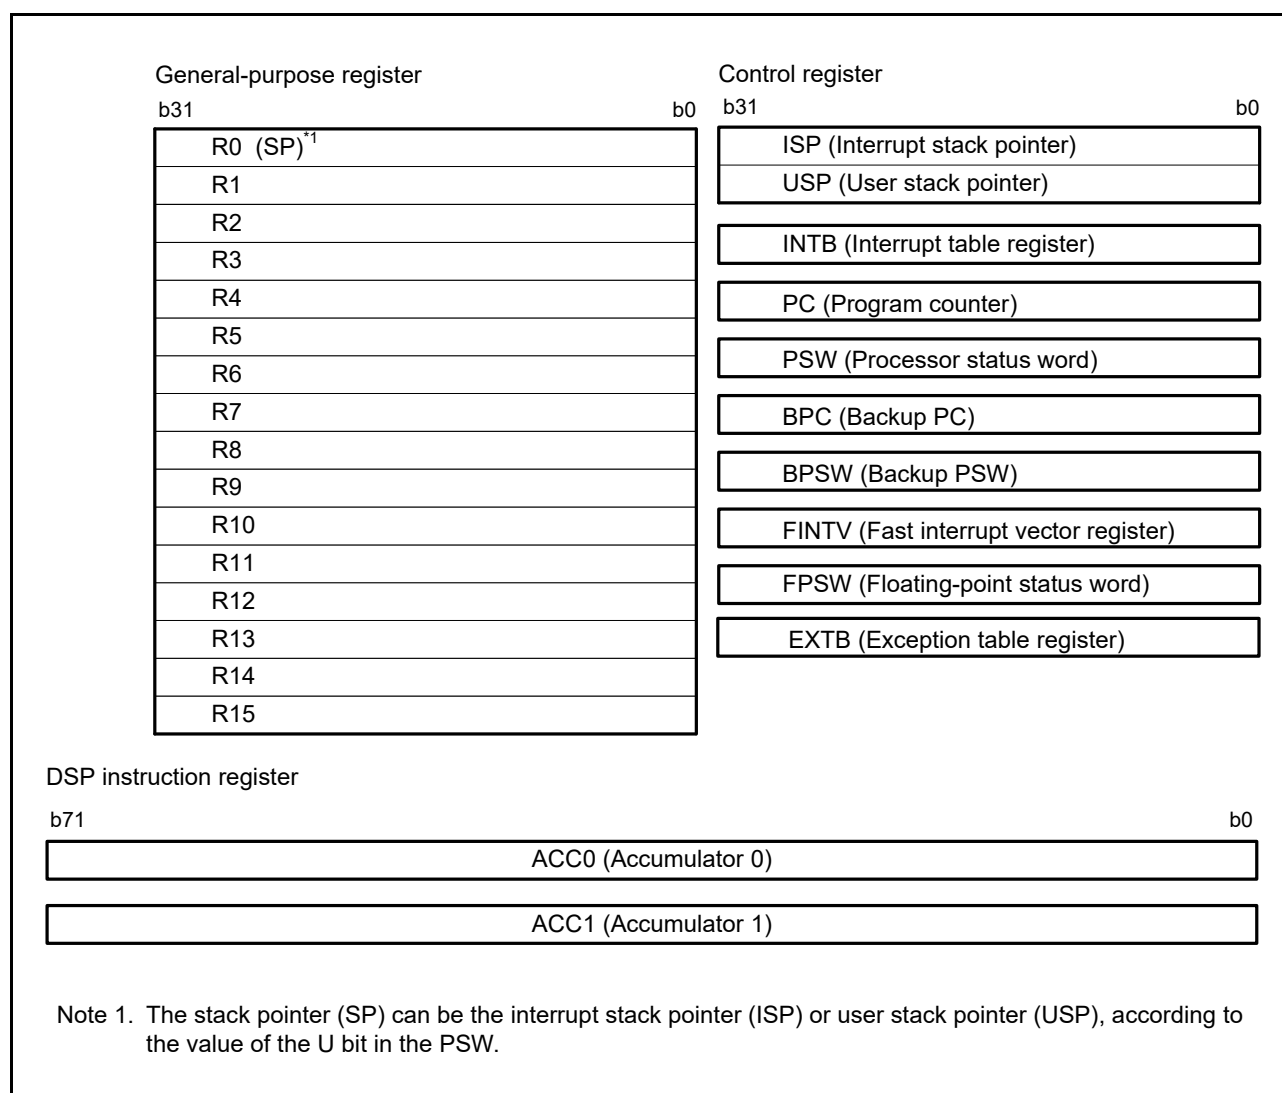 General-purpose register
b31 b0
R0 (SP)*1
R1
R2
R3
R4
R5
R6
R7
R8
R9
R10
R11
R12
R13
R14
R15
Control register
b31 b0
ISP (Interrupt stack pointer)
USP (User stack pointer)
INTB (Interrupt table register)
PC (Program counter)
PSW (Processor status word)
BPC (Backup PC)
BPSW (Backup PSW)
FINTV (Fast interrupt vector register)
FPSW (Floating-point status word)
EXTB (Exception table register)
DSP instruction register
b71 b0
ACC0 (Accumulator 0)
ACC1 (Accumulator 1)
Note 1. The stack pointer (SP) can be the interrupt stack pointer (ISP) or user stack pointer (USP), according to
the value of the U bit in the PSW.